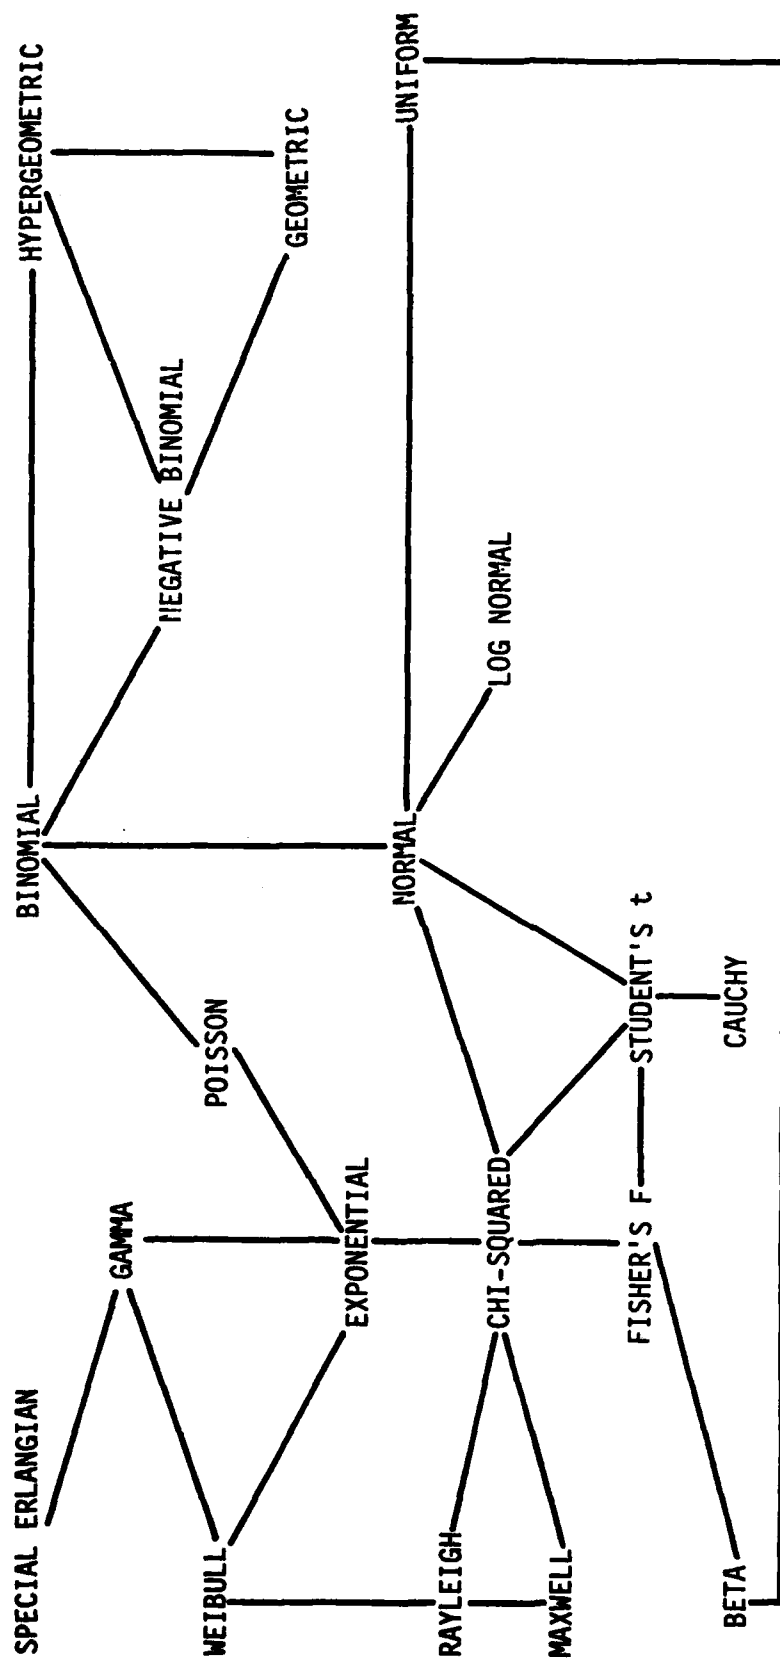 SPECIAL ERLANGIAN
BINOMIAL
HYPERGEOMETRIC
GAMMA
NEGATIVE BINOMIAL
WEIBULL
POISSON
GEOMETRIC
EXPONENTIAL
NORMAL
UNIFORM
RAYLEIGH
CHI-SQUARED
LOG NORMAL
MAXWELL
FISHER'S F
STUDENT'S t
BETA
CAUCHY